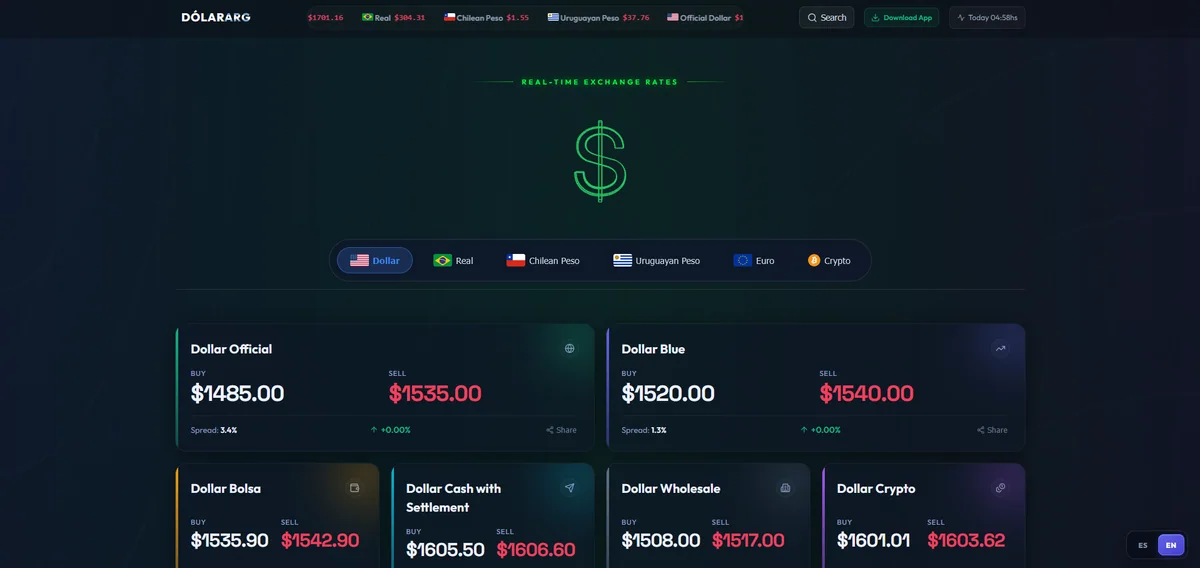 DÓLARARG
$1701.16 Real $304.31 Chilean Peso $1.55 Uruguayan Peso $37.76 Official Dollar $1
Search
Download App
Today 04:58hs
REAL-TIME EXCHANGE RATES
$
Dollar Real Chilean Peso Uruguayan Peso Euro Crypto
Dollar Official
BUY SELL
$1485.00 $1535.00
Spread: 3.4% ↑ +0.00% Share
Dollar Blue
BUY SELL
$1520.00 $1540.00
Spread: 1.3% ↑ +0.00% Share
Dollar Bolsa
BUY SELL
$1535.90 $1542.90
Dollar Cash with
Settlement
BUY SELL
$1605.50 $1606.60
Dollar Wholesale
BUY SELL
$1508.00 $1517.00
Dollar Crypto
BUY SELL
$1601.01 $1603.62
ES EN